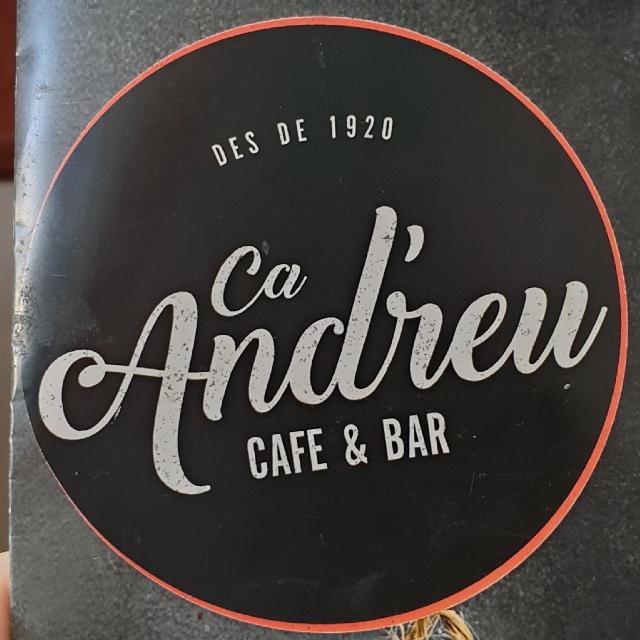 DES DE 1920
Ca
Andreu
CAFE & BAR